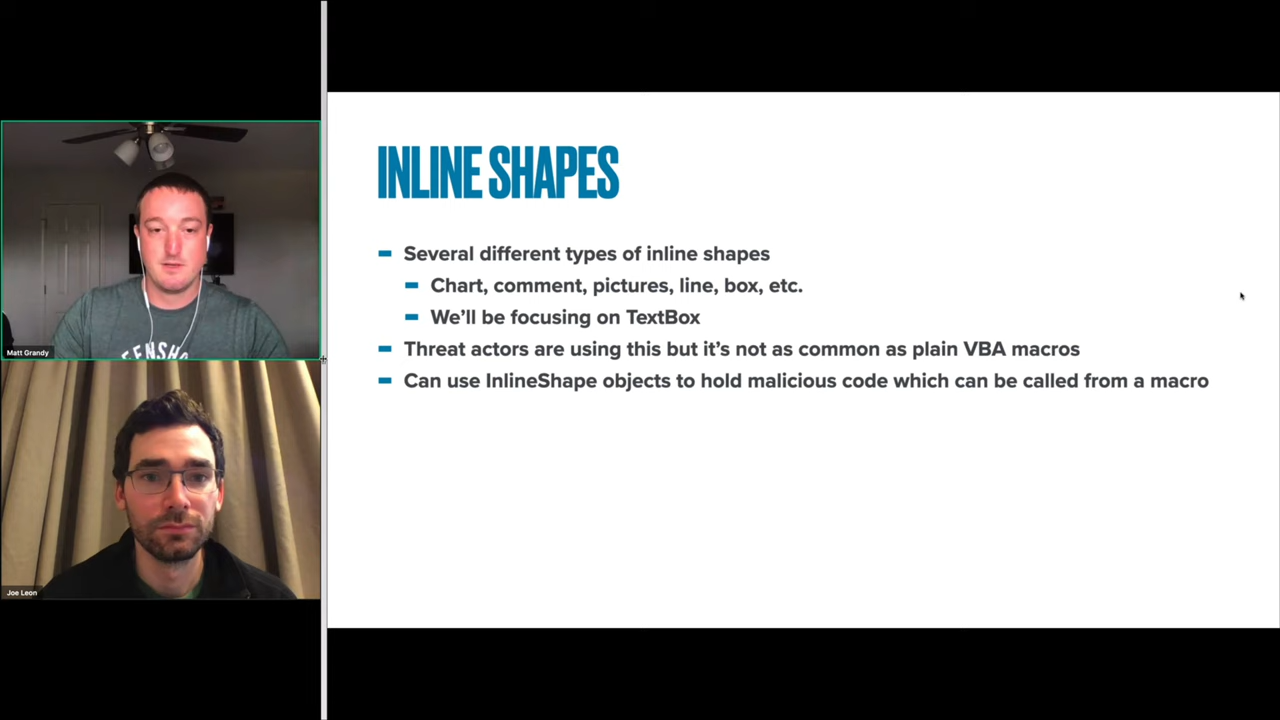 ENSHO
Matt Grandy
Joe Leon
INLINE SHAPES
Several different types of inline shapes
Chart, comment, pictures, line, box, etc.
We'll be focusing on TextBox
Threat actors are using this but it's not as common as plain VBA macros
Can use InlineShape objects to hold malicious code which can be called from a macro